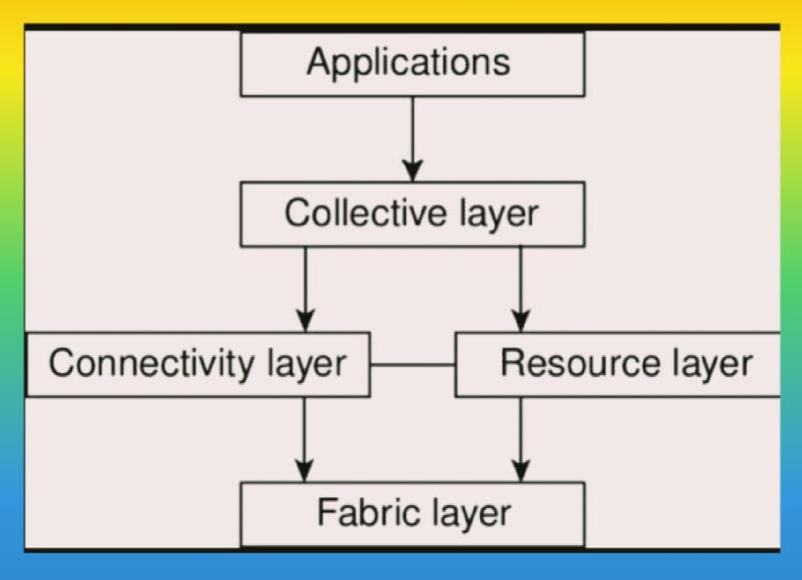 Applications
Collective layer
Connectivity layer
Resource layer
Fabric layer